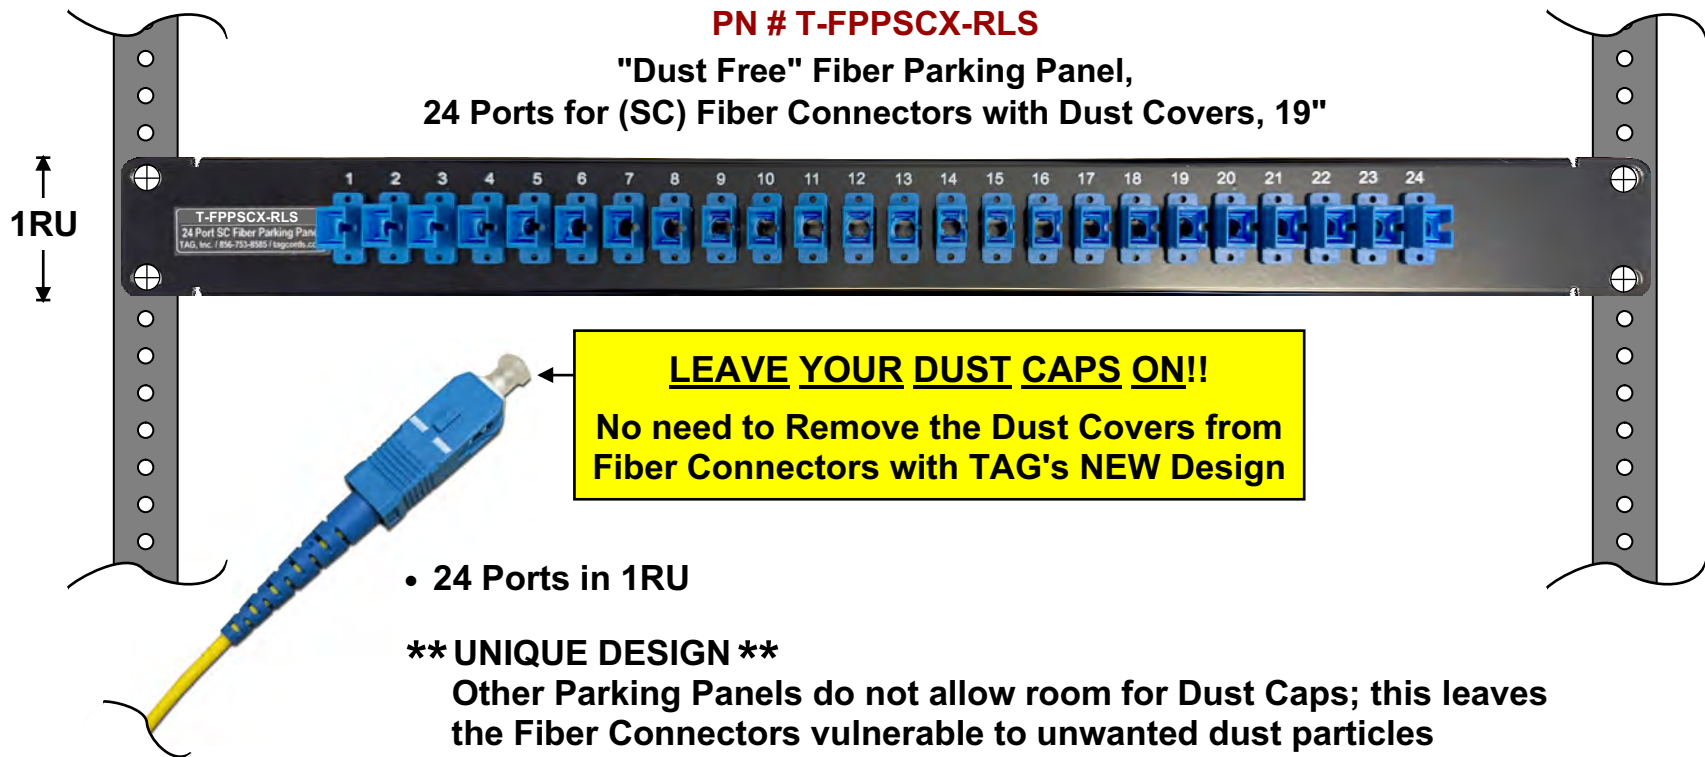 PN # T-FPPSCX-RLS
"Dust Free" Fiber Parking Panel,
24 Ports for (SC) Fiber Connectors with Dust Covers, 19"
1RU
1 2 3 4 5 6 7 8 9 10 11 12 13 14 15 16 17 18 19 20 21 22 23 24
T-FPPSCX-RLS
24 Port SC Fiber Parking
TAG, Inc. / 856-753-8585 /
LEAVE YOUR DUST CAPS ON!!
No need to Remove the Dust Covers from
Fiber Connectors with TAG's NEW Design
• 24 Ports in 1RU
** UNIQUE DESIGN **
Other Parking Panels do not allow room for Dust Caps; this leaves
the Fiber Connectors vulnerable to unwanted dust particles